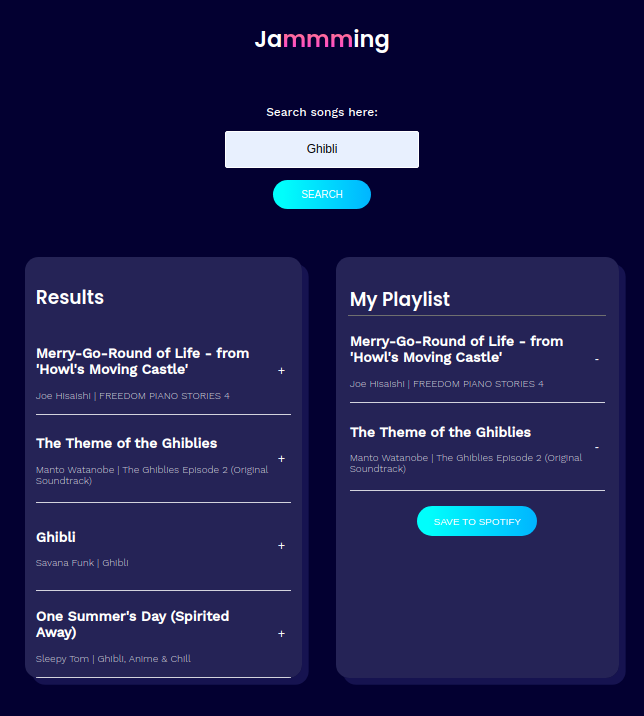 Jammming
Search songs here:
Ghibli
SEARCH
Results
Merry-Go-Round of Life - from
'Howl's Moving Castle'
+
Joe Hisaishi | FREEDOM PIANO STORIES 4
The Theme of the Ghiblies
+
Manto Watanobe | The Ghiblies Episode 2 (Original
Soundtrack)
Ghibli
+
Savana Funk | Ghibli
One Summer's Day (Spirited
Away)
+
Sleepy Tom | Ghibli, Anime & Chill
My Playlist
Merry-Go-Round of Life - from
'Howl's Moving Castle'
-
Joe Hisaishi | FREEDOM PIANO STORIES 4
The Theme of the Ghiblies
-
Manto Watanobe | The Ghiblies Episode 2 (Original
Soundtrack)
SAVE TO SPOTIFY